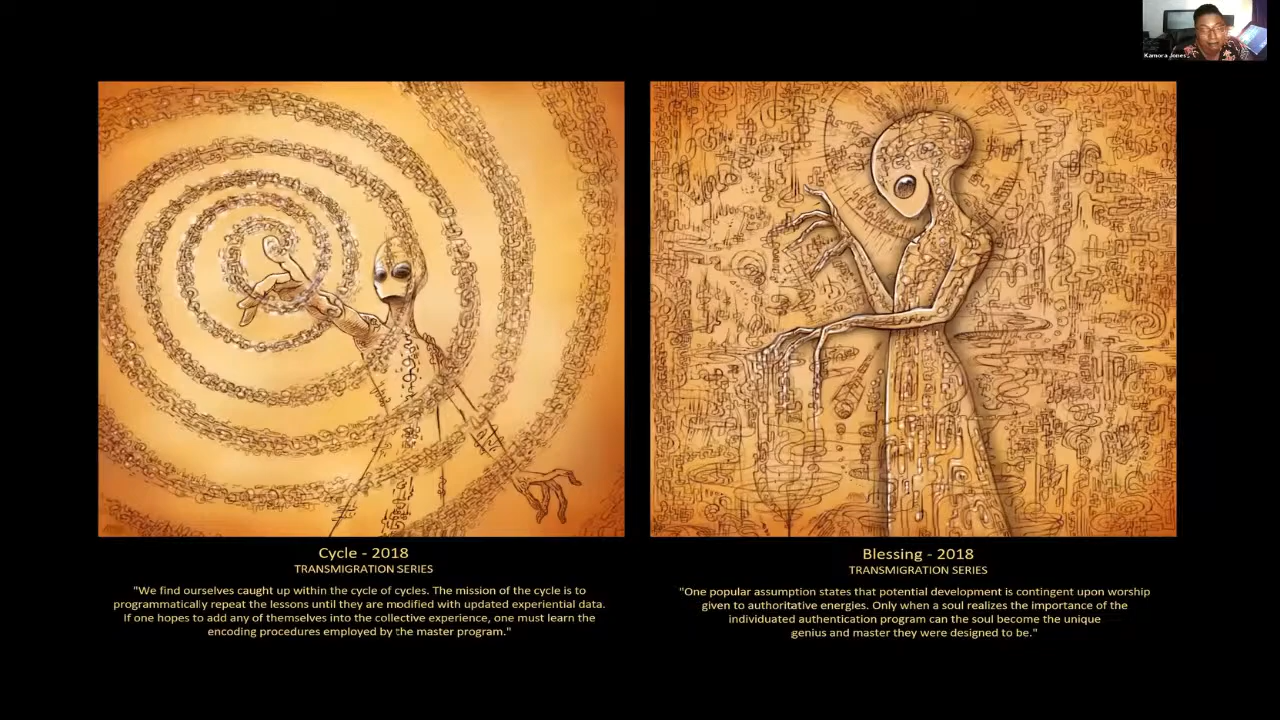 Kamora Jones
Cycle - 2018
TRANSMIGRATION SERIES
"We find ourselves caught up within the cycle of cycles. The mission of the cycle is to
programmatically repeat the lessons until they are modified with updated experiential data.
If one hopes to add any of themselves into the collective experience, one must learn the
encoding procedures employed by the master program."
Blessing - 2018
TRANSMIGRATION SERIES
"One popular assumption states that potential development is contingent upon worship
given to authoritative energies. Only when a soul realizes the importance of the
individuated authentication program can the soul become the unique
genius and master they were designed to be."